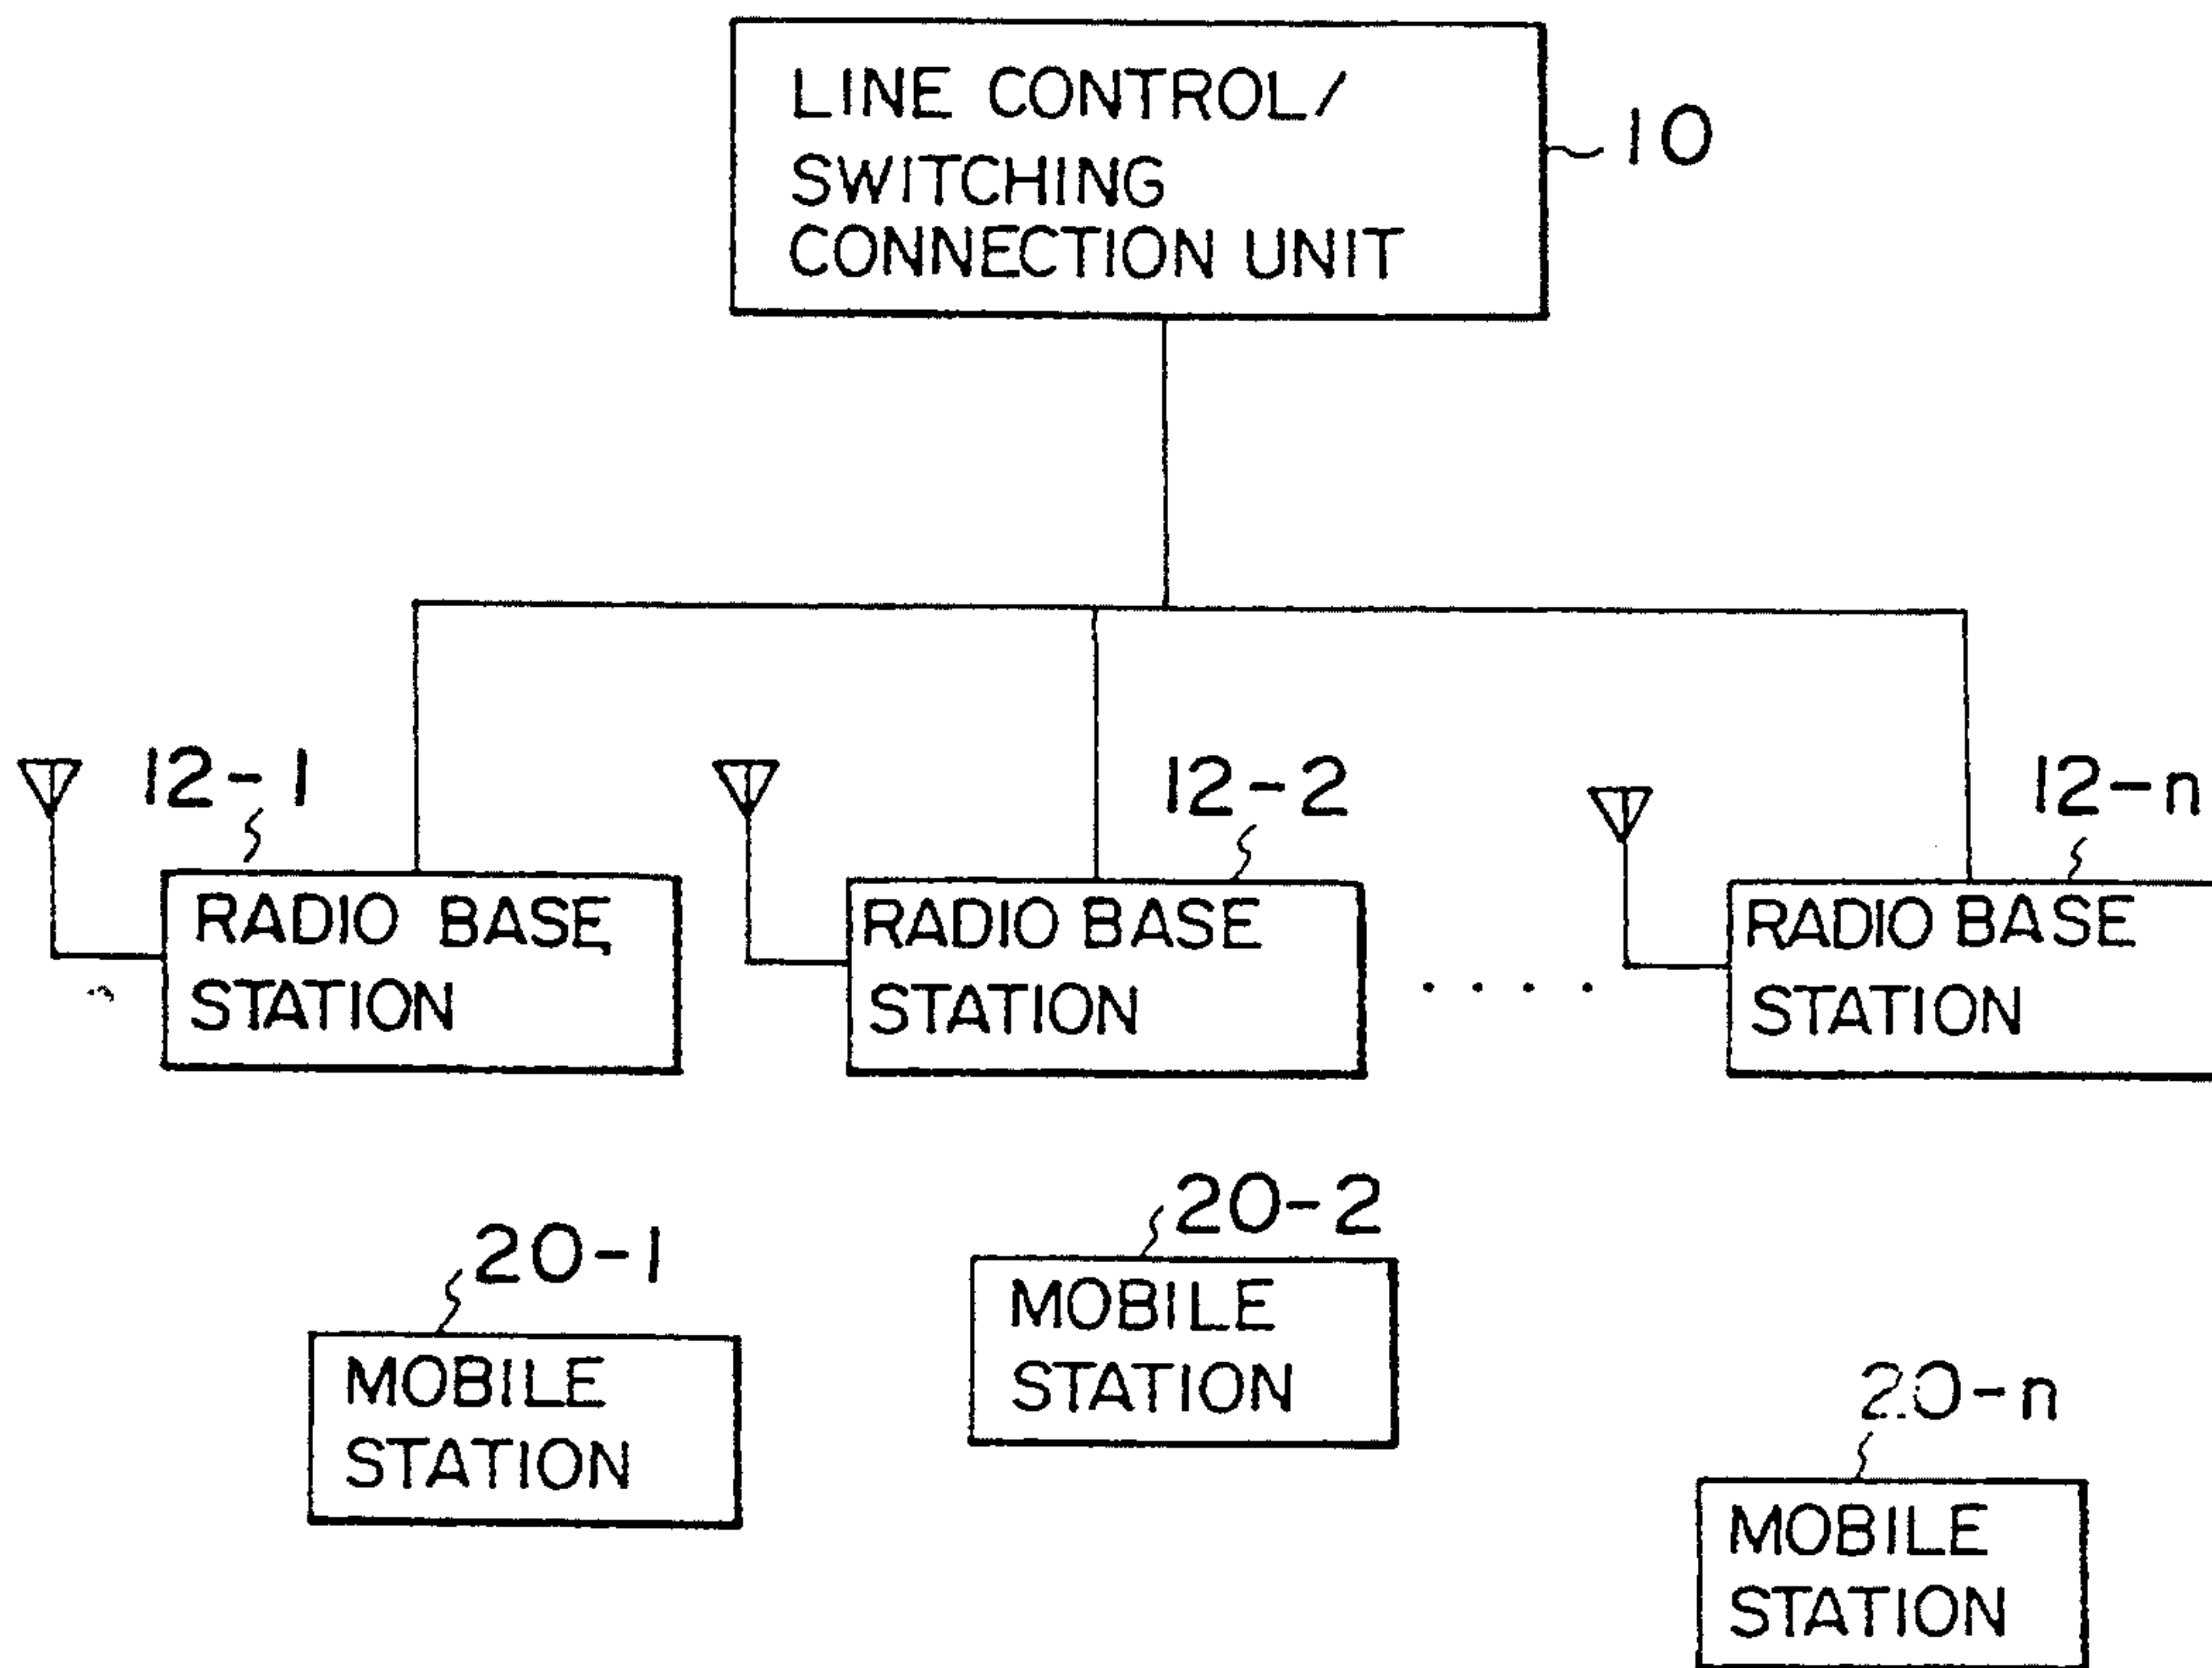 LINE CONTROL/
SWITCHING
CONNECTION UNIT
10
12-1
12-2
12-n
RADIO BASE
STATION
RADIO BASE
STATION
. . . .
RADIO BASE
STATION
20-1
20-2
20-n
MOBILE
STATION
MOBILE
STATION
MOBILE
STATION